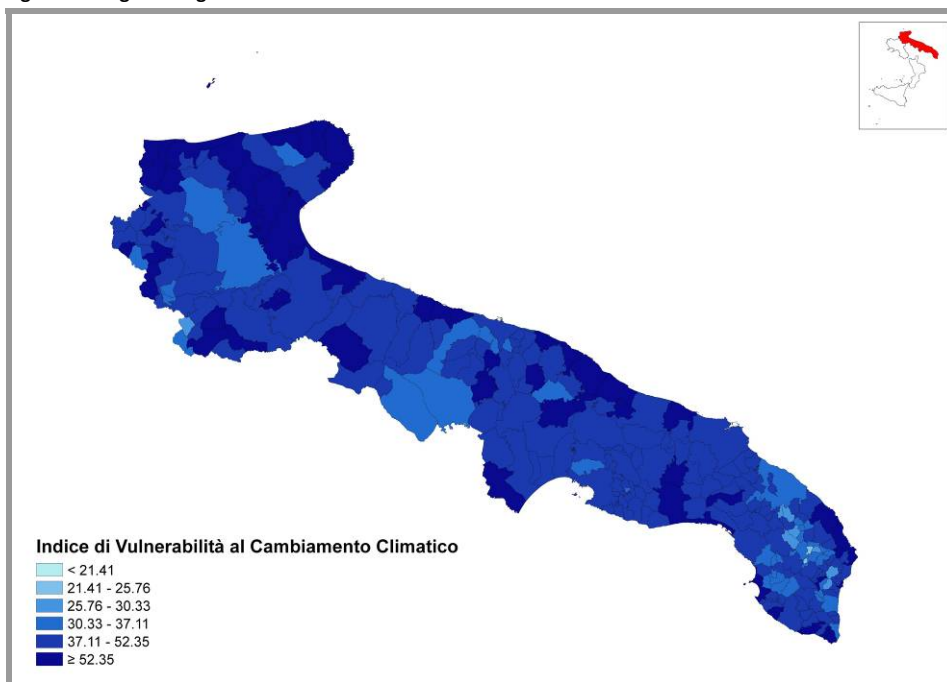 Indice di Vulnerabilità al Cambiamento Climatico
< 21.41
21.41 - 25.76
25.76 - 30.33
30.33 - 37.11
37.11 - 52.35
≥ 52.35